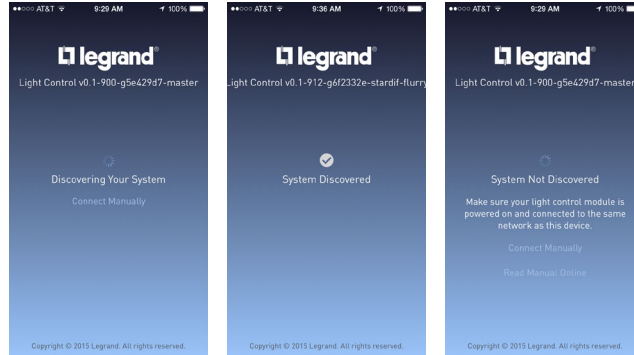 ●●○○○ AT&T 9:29 AM 100%
legrand®
Light Control v0.1-900-g5e429d7-master
Discovering Your System
Connect Manually
Copyright © 2015 Legrand. All rights reserved.
●●○○○ AT&T 9:36 AM 100%
legrand®
Light Control v0.1-912-g6f2332e-stardif-flurry
System Discovered
Copyright © 2015 Legrand. All rights reserved.
●●○○○ AT&T 9:29 AM 100%
legrand®
Light Control v0.1-900-g5e429d7-master
System Not Discovered
Make sure your light control module is
powered on and connected to the same
network as this device.
Connect Manually
Read Manual Online
Copyright © 2015 Legrand. All rights reserved.